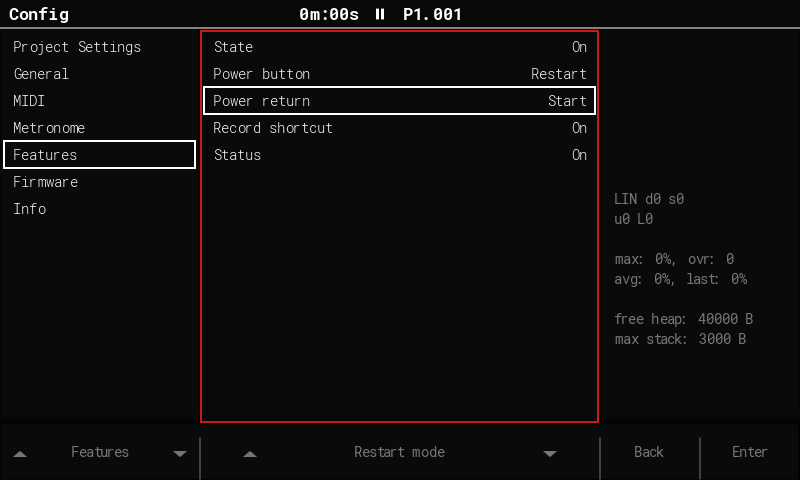 Config 0m:00s P1.001
Project Settings
General
MIDI
Metronome
Features
Firmware
Info
State On
Power button Restart
Power return Start
Record shortcut On
Status On
LIN d0 s0
u0 L0
max: 0%, ovr: 0
avg: 0%, last: 0%
free heap: 40000 B
max stack: 3000 B
Features Restart mode Back Enter